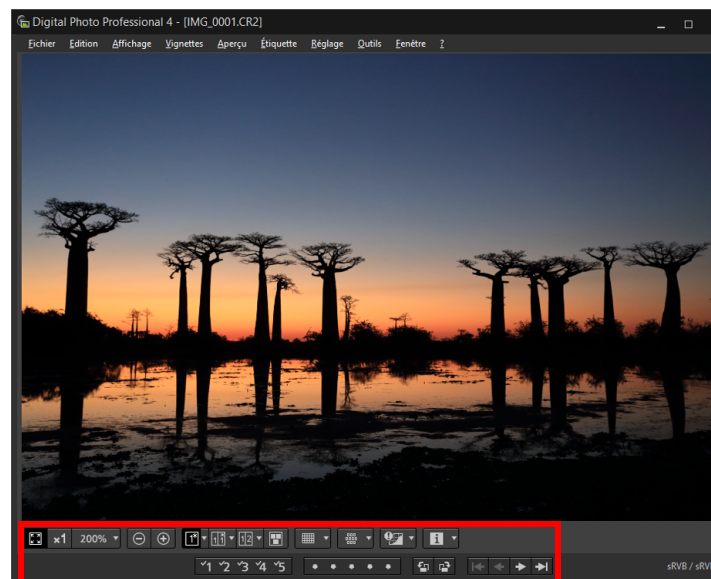 Digital Photo Professional 4 - [IMG_0001.CR2]
Fichier Edition Affichage Vignettes Aperçu Étiquette Réglage Outils Fenêtre ?
x1 200%
1 2 3 4 5
sRVB / sRV